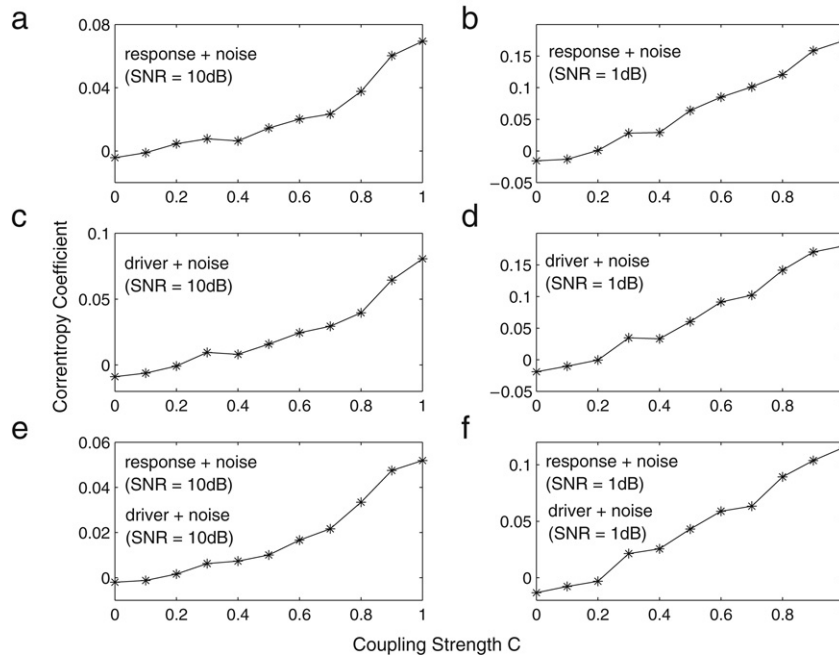 a
0.08
0.04
0
response + noise
(SNR = 10dB)
0 0.2 0.4 0.6 0.8 1
b
0.15
0.1
0.05
0
−0.05
response + noise
(SNR = 1dB)
0 0.2 0.4 0.6 0.8
c
0.1
0.05
0
driver + noise
(SNR = 10dB)
0 0.2 0.4 0.6 0.8 1
d
0.15
0.1
0.05
0
−0.05
driver + noise
(SNR = 1dB)
0 0.2 0.4 0.6 0.8
Correntropy Coefficient
e
0.06
0.04
0.02
0
response + noise
(SNR = 10dB)
driver + noise
(SNR = 10dB)
0 0.2 0.4 0.6 0.8 1
f
0.1
0.05
0
response + noise
(SNR = 1dB)
driver + noise
(SNR = 1dB)
0 0.2 0.4 0.6 0.8
Coupling Strength C